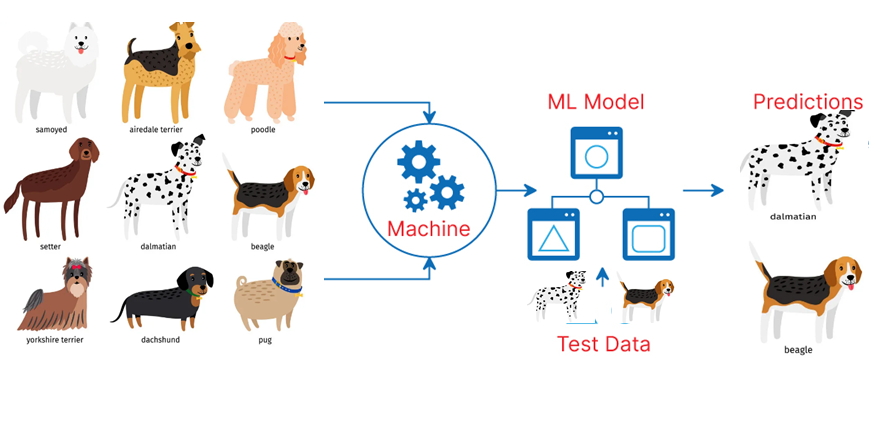 samoyed
airedale terrier
poodle
setter
dalmatian
beagle
yorkshire terrier
dachshund
pug
Machine
ML Model
Test Data
Predictions
dalmatian
beagle